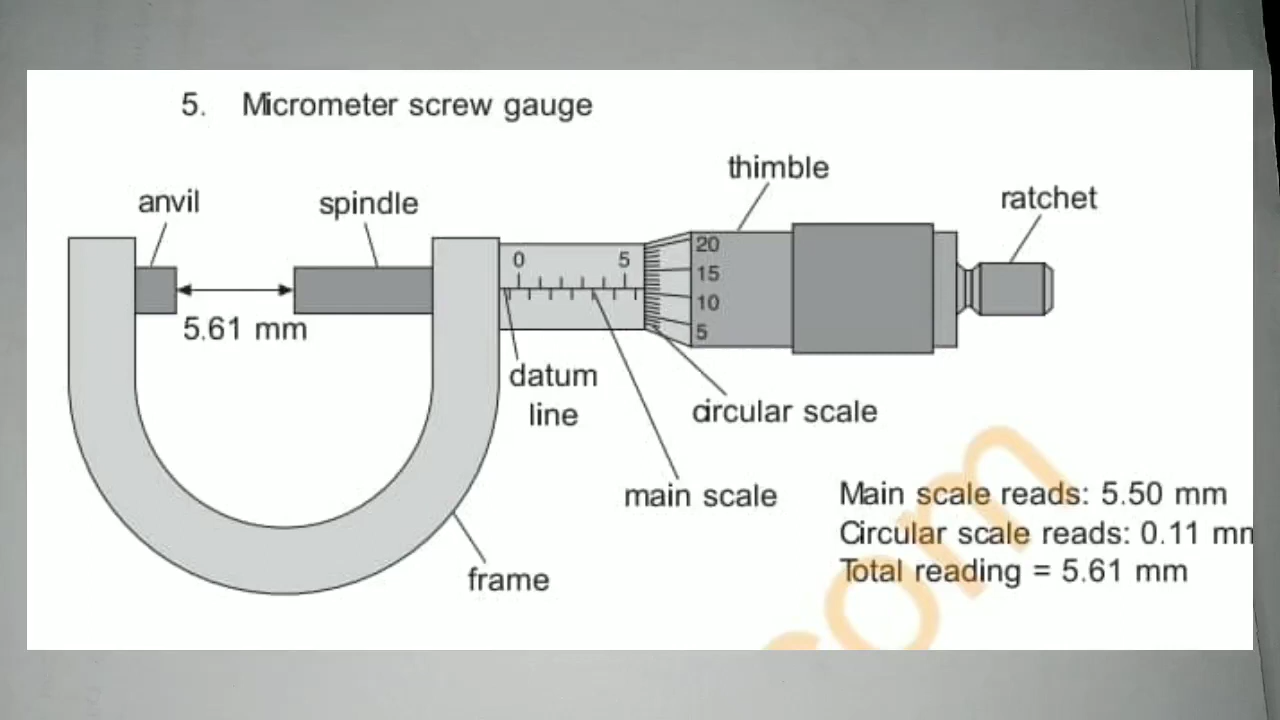 5. Micrometer screw gauge
thimble
anvil
spindle
ratchet
0 5
20
15
10
5
5.61 mm
datum
line
circular scale
main scale
frame
Main scale reads: 5.50 mm
Circular scale reads: 0.11 mm
Total reading = 5.61 mm
om